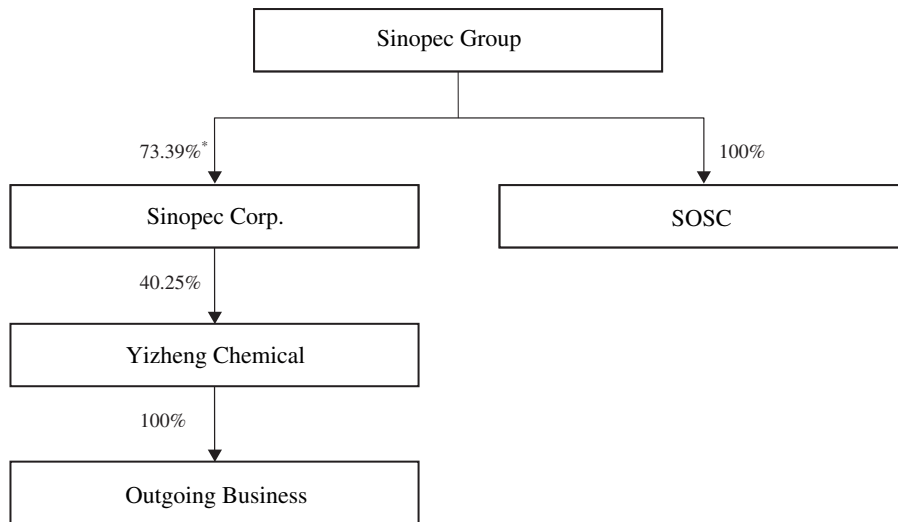 Sinopec Group
73.39%*
100%
Sinopec Corp.
SOSC
40.25%
Yizheng Chemical
100%
Outgoing Business